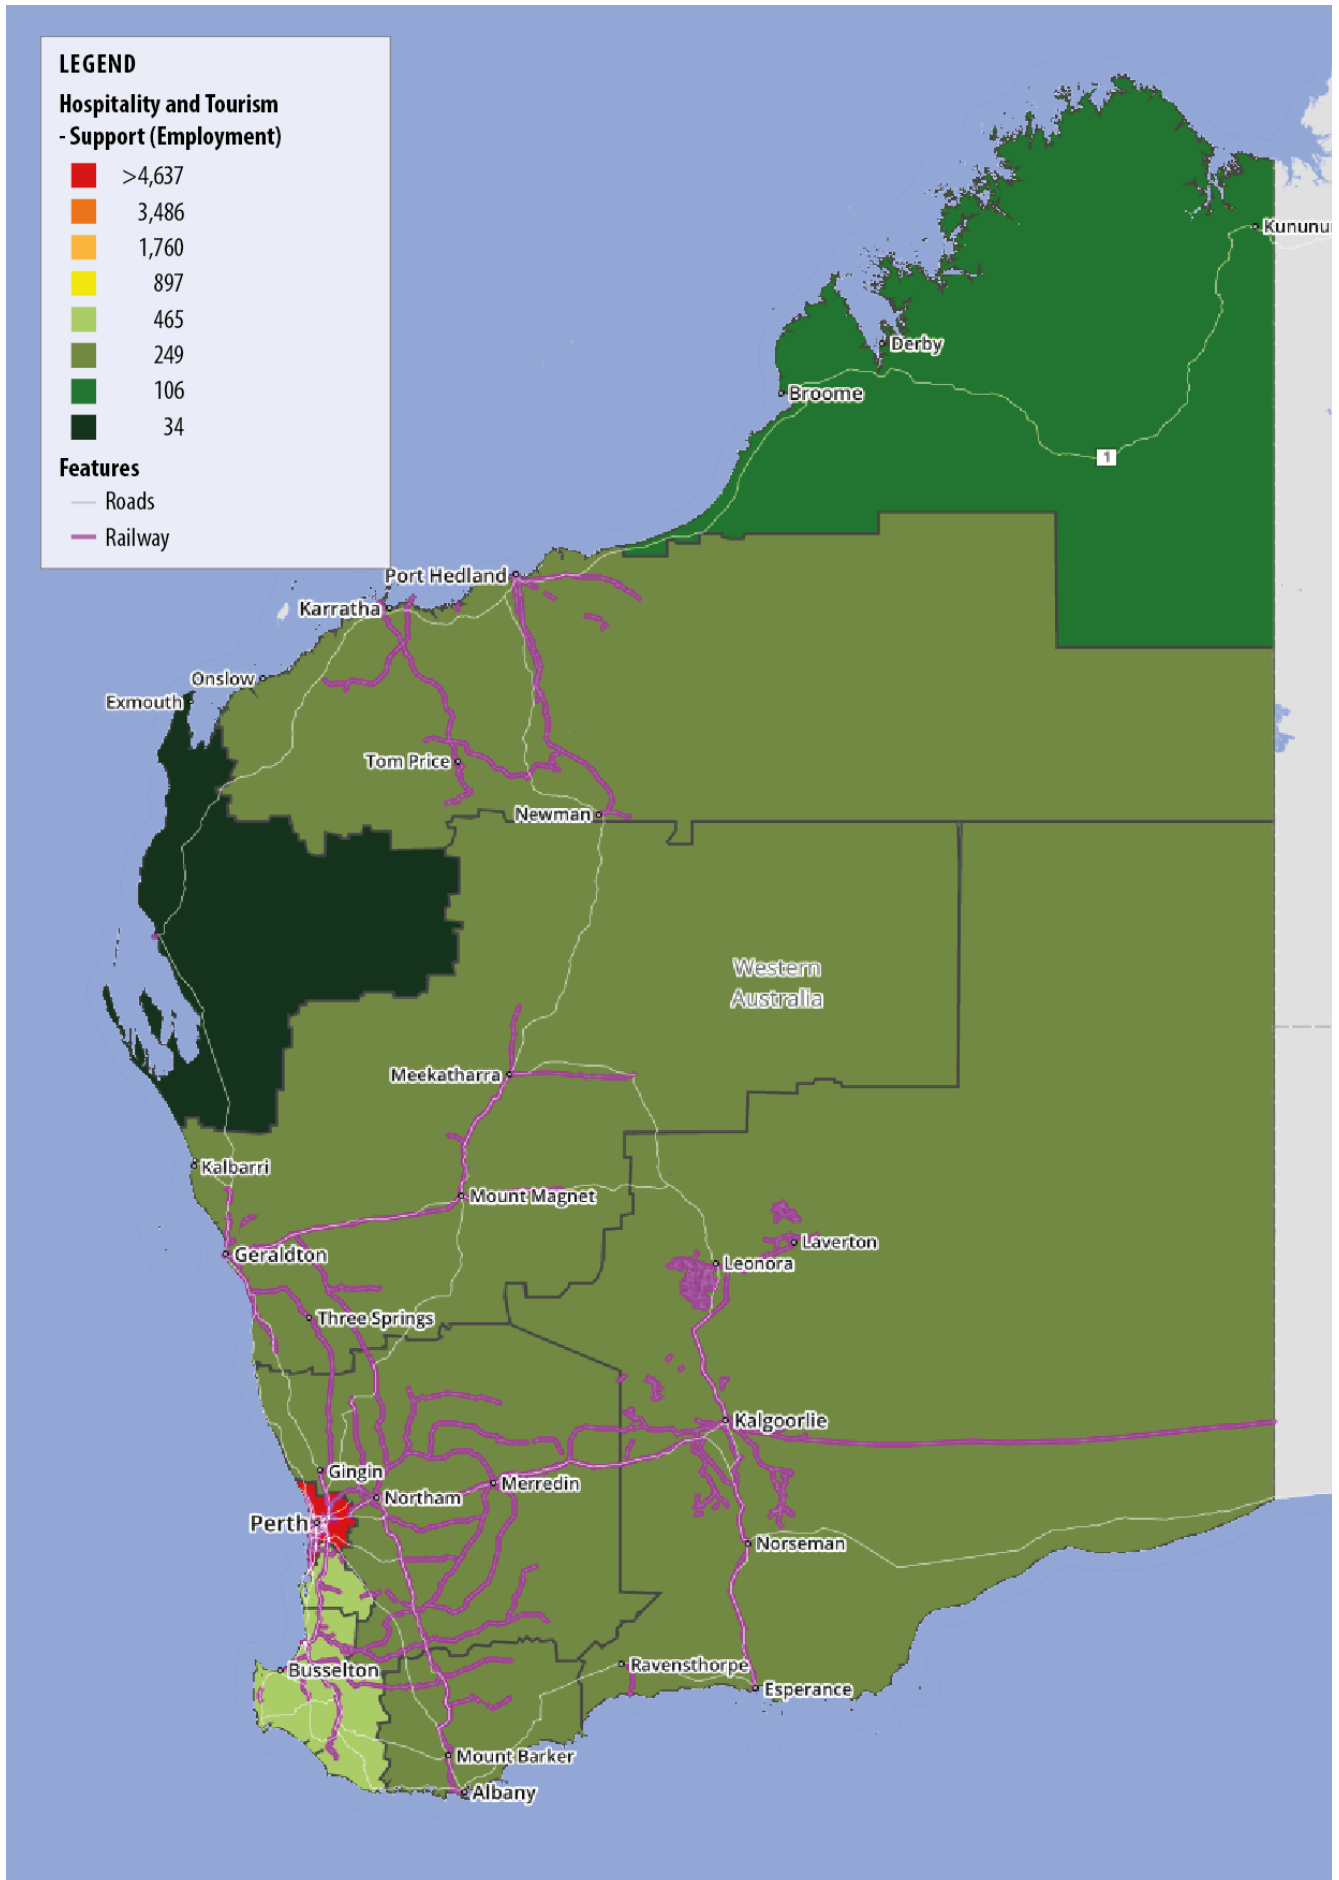 LEGEND
Hospitality and Tourism
- Support (Employment)
>4,637
3,486
1,760
897
465
249
106
34
Features
Roads
Railway
Kununur
Derby
Broome
1
Port Hedland
Karratha
Onslow
Exmouth
Tom Price
Newman
Western
Australia
Meekatharra
Kalbarri
Mount Magnet
Geraldton
Laverton
Leonora
Three Springs
Kalgoorlie
Gingin
Merredin
Northam
Perth
Norseman
Ravensthorpe
Busselton
Esperance
Mount Barker
Albany